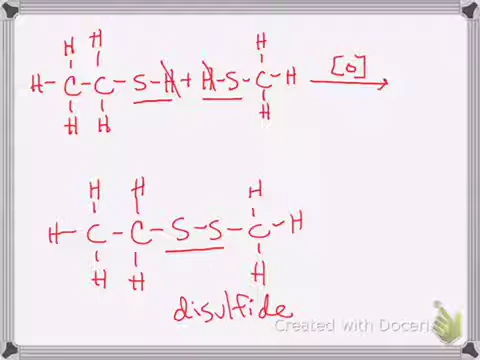 H H H
H-C-C-S-H + H-S-C-H [O]
H H H
H H H
H-C-C-S-S-C-H
H H H
disulfide
Created with Doceri